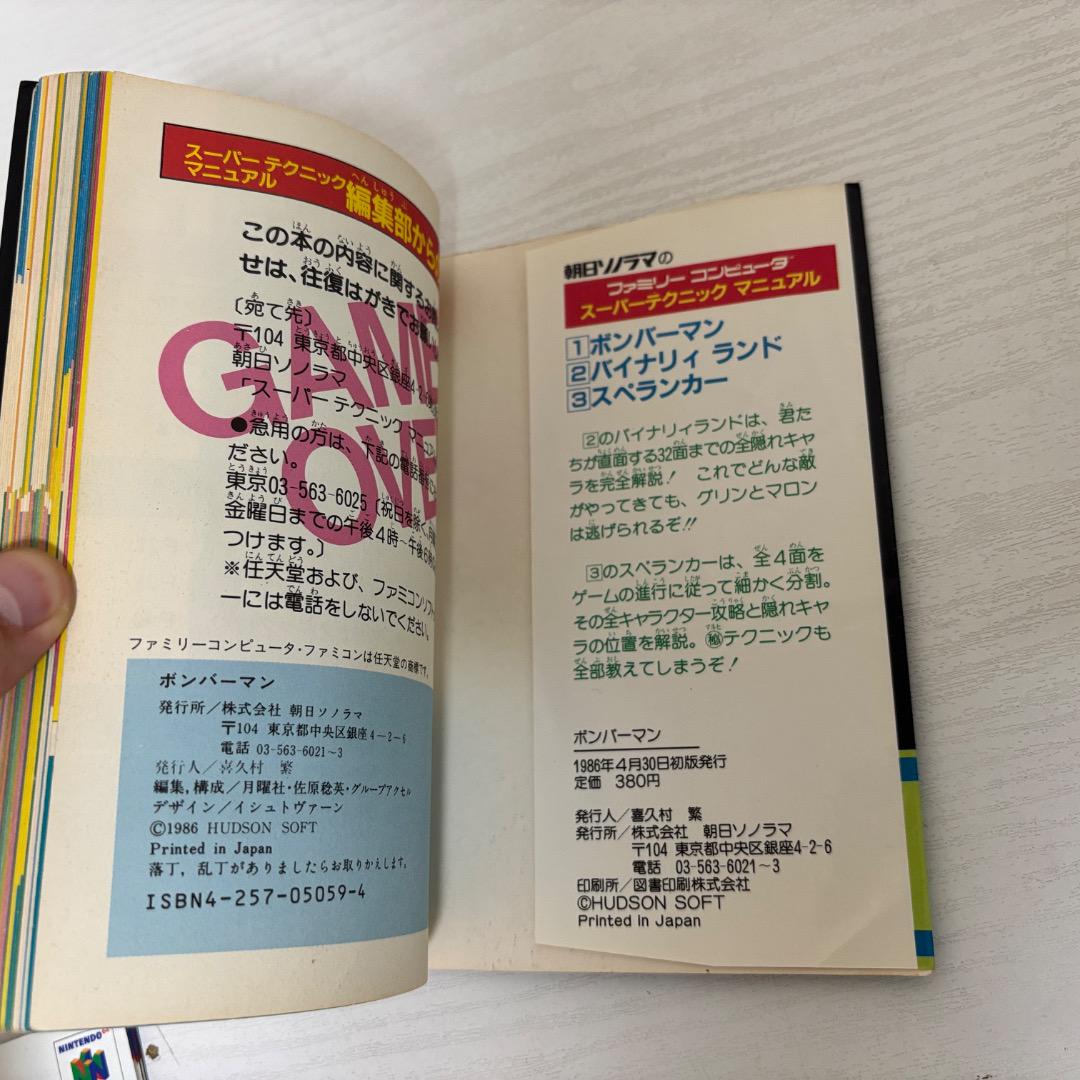 スーパーテクニック
マニュアル 編集部から
この本の内容に関するお
せは、往復はがきでお願い
〔宛て先〕
〒104 東京都中央区銀座4-2-
朝日ソノラマ
「スーパー テクニック マニュ
●急用の方は、下記の電話番
ださい。
東京03-563-6025〔祝日を除く、月
金曜日までの午後4時〜午後6
つけます。〕
※任天堂および、ファミコンソフト
ーには電話をしないでください。
GAME
OVE
ファミリーコンピュータ・ファミコンは任天堂の商標です。
ボンバーマン
発行所／株式会社 朝日ソノラマ
〒104 東京都中央区銀座4－2－6
電話 03-563-6021〜3
発行人／喜久村 繁
編集,構成／月曜社・佐原稔英・グループアクセル
デザイン／イシュトヴァーン
©1986 HUDSON SOFT
Printed in Japan
落丁, 乱丁がありましたらお取りかえします。
ISBN4-257-05059-4
朝日ソノラマの
ファミリー コンピュータ
スーパーテクニック マニュアル
1 ボンバーマン
2 バイナリィ ランド
3 スペランカー
2のバイナリィランドは、君た
ちが直面する32面までの全隠れキャ
ラを完全解説！ これでどんな敵
がやってきても、グリンとマロン
は逃げられるぞ!!
3のスペランカーは、全4面を
ゲームの進行に従って細かく分割。
その全キャラクター攻略と隠れキャ
ラの位置を解説。㊙テクニックも
全部教えてしまうぞ！
ボンバーマン
1986年4月30日初版発行
定価 380円
発行人／喜久村 繁
発行所／株式会社 朝日ソノラマ
〒104 東京都中央区銀座4-2-6
電話 03-563-6021〜3
印刷所／図書印刷株式会社
©HUDSON SOFT
Printed in Japan
NINTENDO